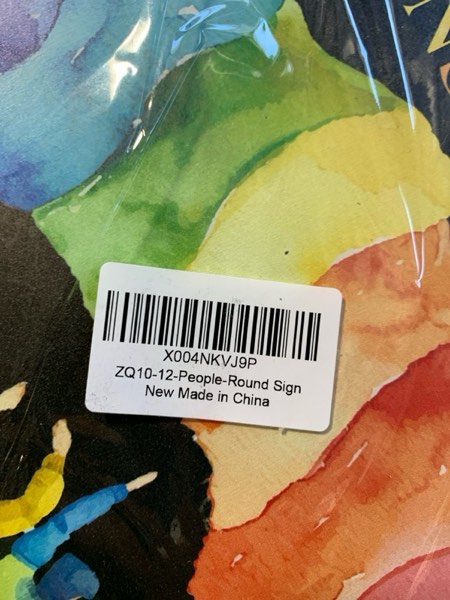 X004NKVJ9P
ZQ10-12-People-Round Sign
New Made in China